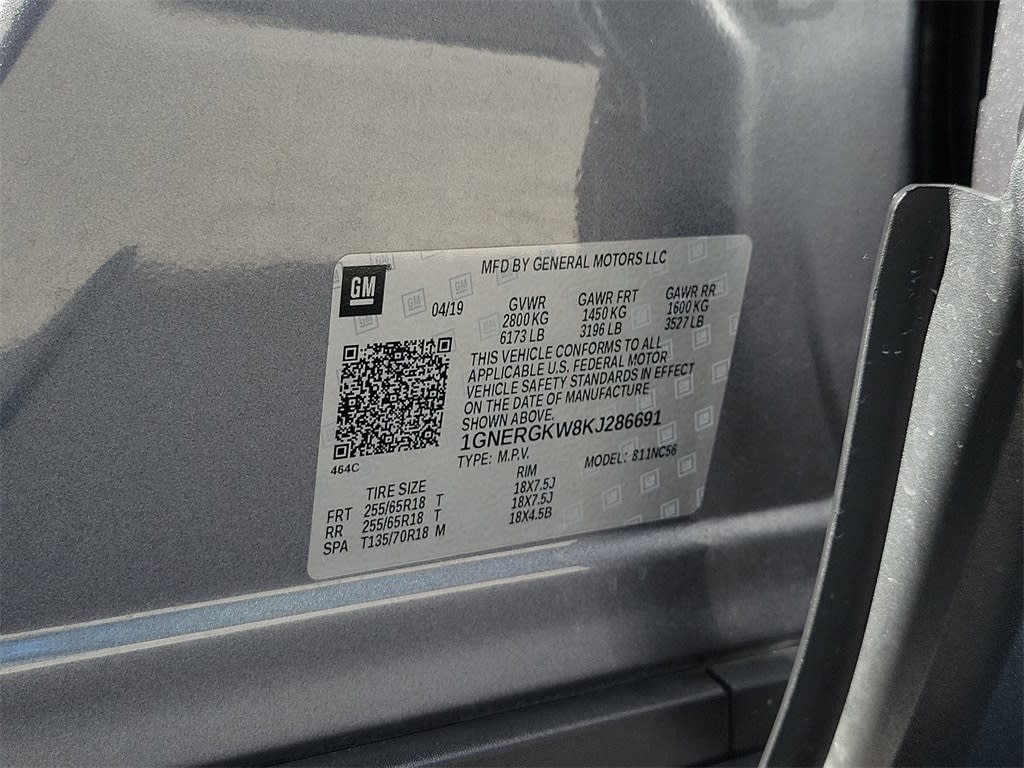 MFD BY GENERAL MOTORS LLC
GM
04/19
GVWR GAWR FRT GAWR RR
2800 KG 1450 KG 1600 KG
6173 LB 3196 LB 3527 LB
THIS VEHICLE CONFORMS TO ALL
APPLICABLE U.S. FEDERAL MOTOR
VEHICLE SAFETY STANDARDS IN EFFECT
ON THE DATE OF MANUFACTURE
SHOWN ABOVE.
1GNERGKW8KJ286691
TYPE: M.P.V. MODEL: 811NC56
464C
TIRE SIZE RIM
FRT 255/65R18 T 18X7.5J
RR 255/65R18 T 18X7.5J
SPA T135/70R18 M 18X4.5B